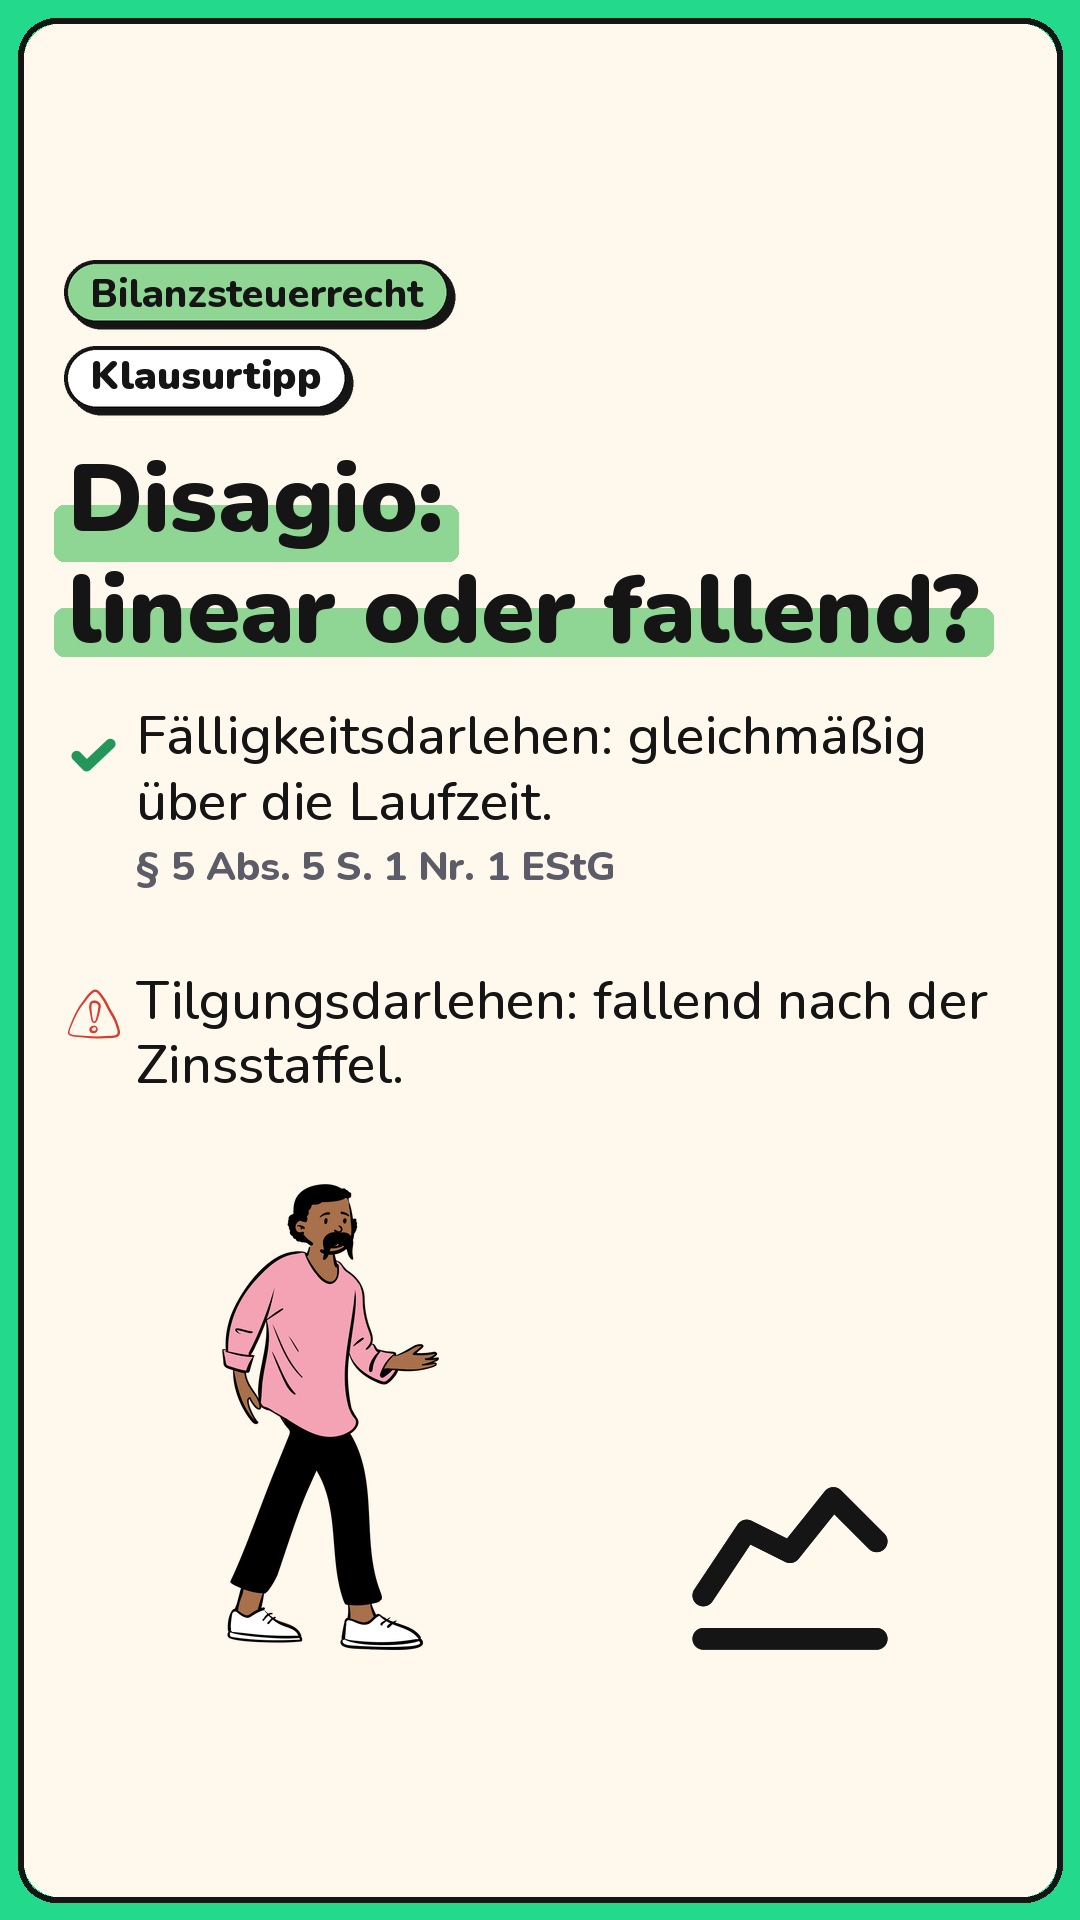 Bilanzsteuerrecht
Klausurtipp
Disagio:
linear oder fallend?
Fälligkeitsdarlehen: gleichmäßig
über die Laufzeit.
§ 5 Abs. 5 S. 1 Nr. 1 EStG
Tilgungsdarlehen: fallend nach der
Zinsstaffel.